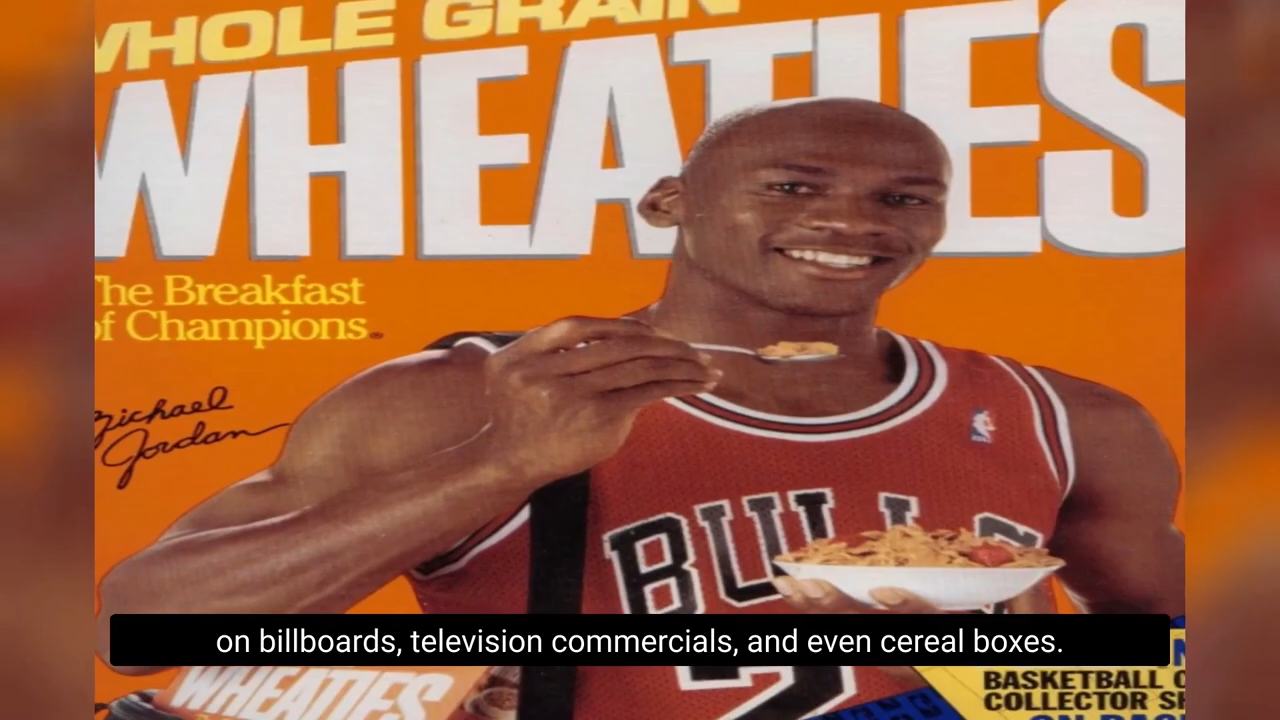 WHOLE GRAIN
WHEATIES
The Breakfast
of Champions®
Michael
Jordan
BULLS
on billboards, television commercials, and even cereal boxes.
WHEATIES
BASKETBALL
COLLECTOR